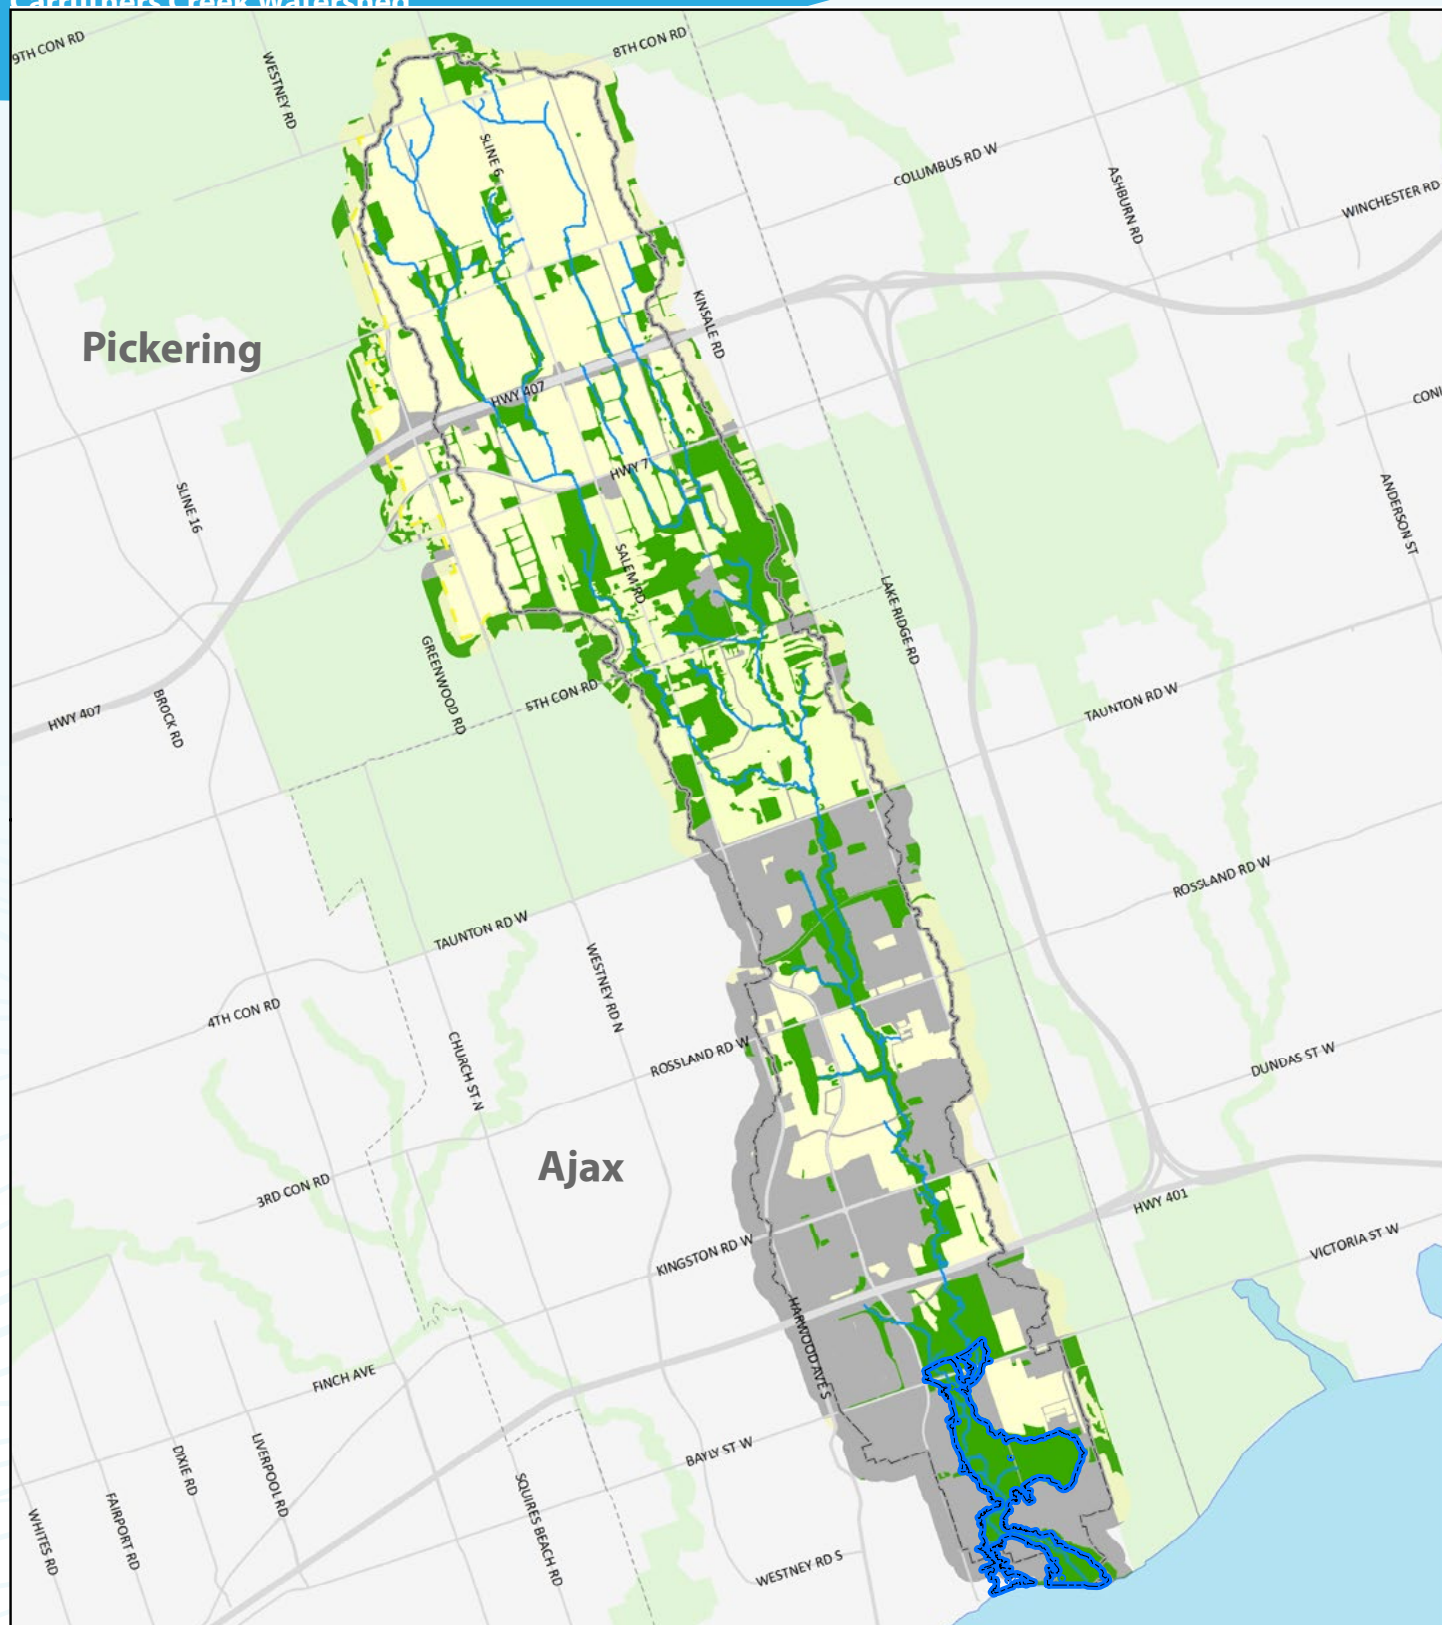 Carruthers Creek Watershed
9TH CON RD
WESTNEY RD
8TH CON RD
SLINE 6
COLUMBUS RD W
ASHBURN RD
WINCHESTER RD
KINSALE RD
Pickering
HWY 407
CONL
HWY 7
SLINE 16
ANDERSON ST
SALEM RD
LAKE RIDGE RD
GREENWOOD RD
5TH CON RD
HWY 407
BROCK RD
TAUNTON RD W
ROSSLAND RD W
TAUNTON RD W
WESTNEY RD N
4TH CON RD
CHURCH ST N
ROSSLAND RD W
DUNDAS ST W
Ajax
3RD CON RD
HWY 401
KINGSTON RD W
VICTORIA ST W
HARWOOD AVE S
FINCH AVE
BAYLY ST W
DIXIE RD
LIVERPOOL RD
SQUIRES BEACH RD
WHITES RD
FAIRPORT RD
WESTNEY RD S